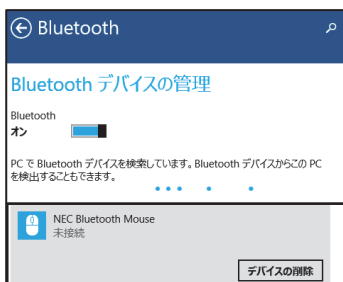 Bluetooth
Bluetooth デバイスの管理
Bluetooth
オン
PC で Bluetooth デバイスを検索しています。Bluetooth デバイスからこの PC
を検出することもできます。
NEC Bluetooth Mouse
未接続
デバイスの削除